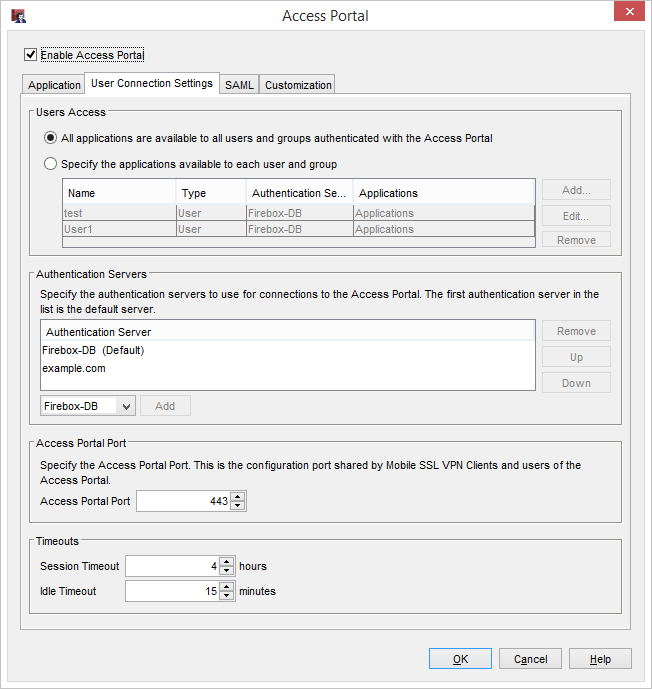 Access Portal
Enable Access Portal
Application User Connection Settings SAML Customization
Users Access
All applications are available to all users and groups authenticated with the Access Portal
Specify the applications available to each user and group
Name Type Authentication Se... Applications
test User Firebox-DB Applications
User1 User Firebox-DB Applications
Add...
Edit...
Remove
Authentication Servers
Specify the authentication servers to use for connections to the Access Portal. The first authentication server in the
list is the default server.
Authentication Server
Firebox-DB (Default)
example.com
Remove
Up
Down
Firebox-DB Add
Access Portal Port
Specify the Access Portal Port. This is the configuration port shared by Mobile SSL VPN Clients and users of the
Access Portal.
Access Portal Port 443
Timeouts
Session Timeout 4 hours
Idle Timeout 15 minutes
OK Cancel Help